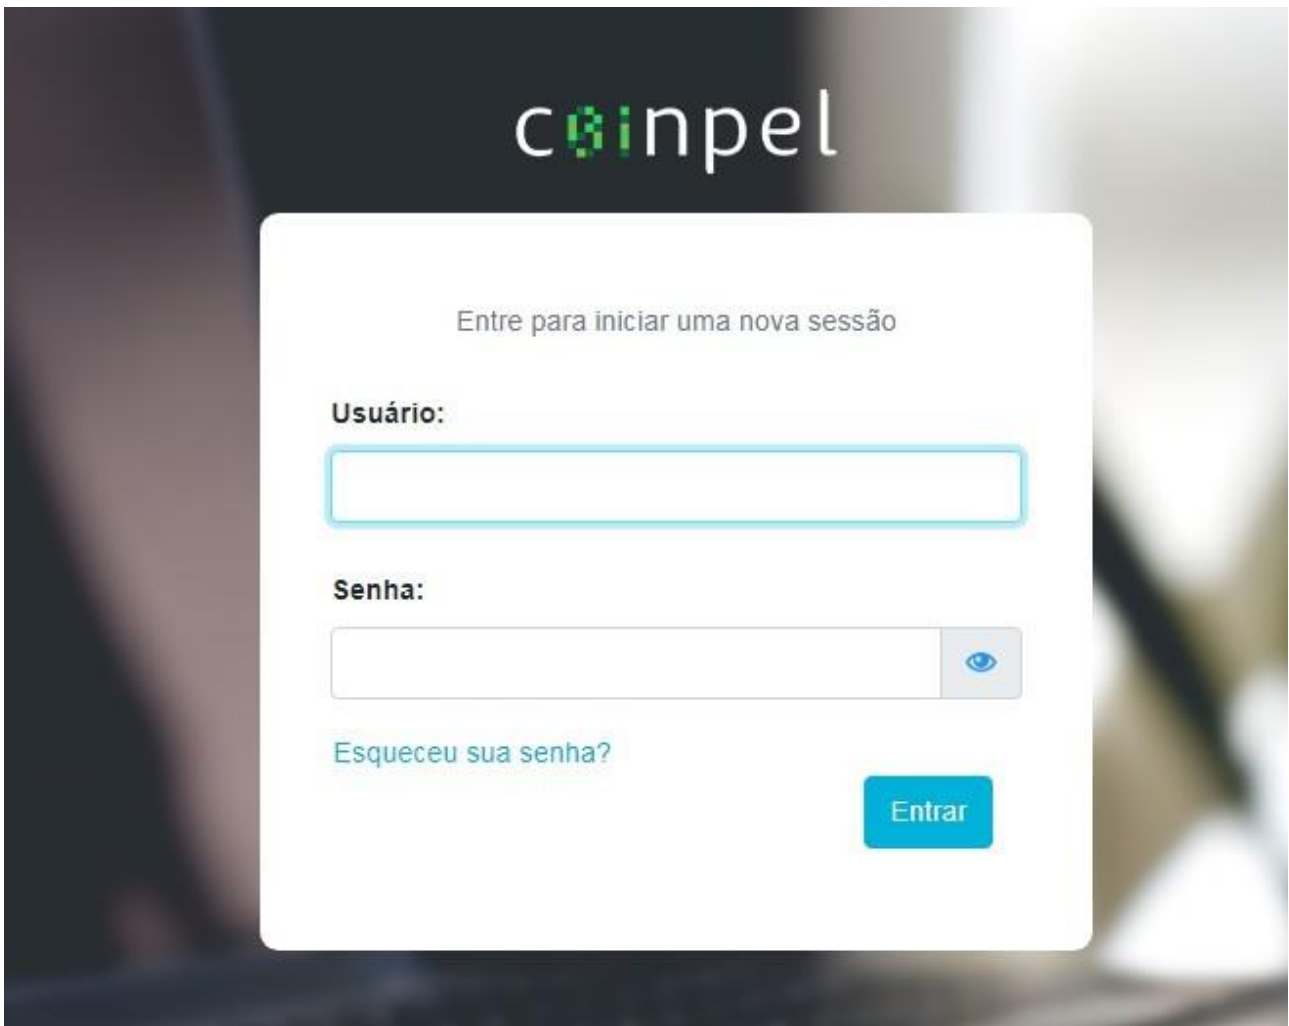 coinpel
Entre para iniciar uma nova sessão
Usuário:
Senha:
Esqueceu sua senha?
Entrar